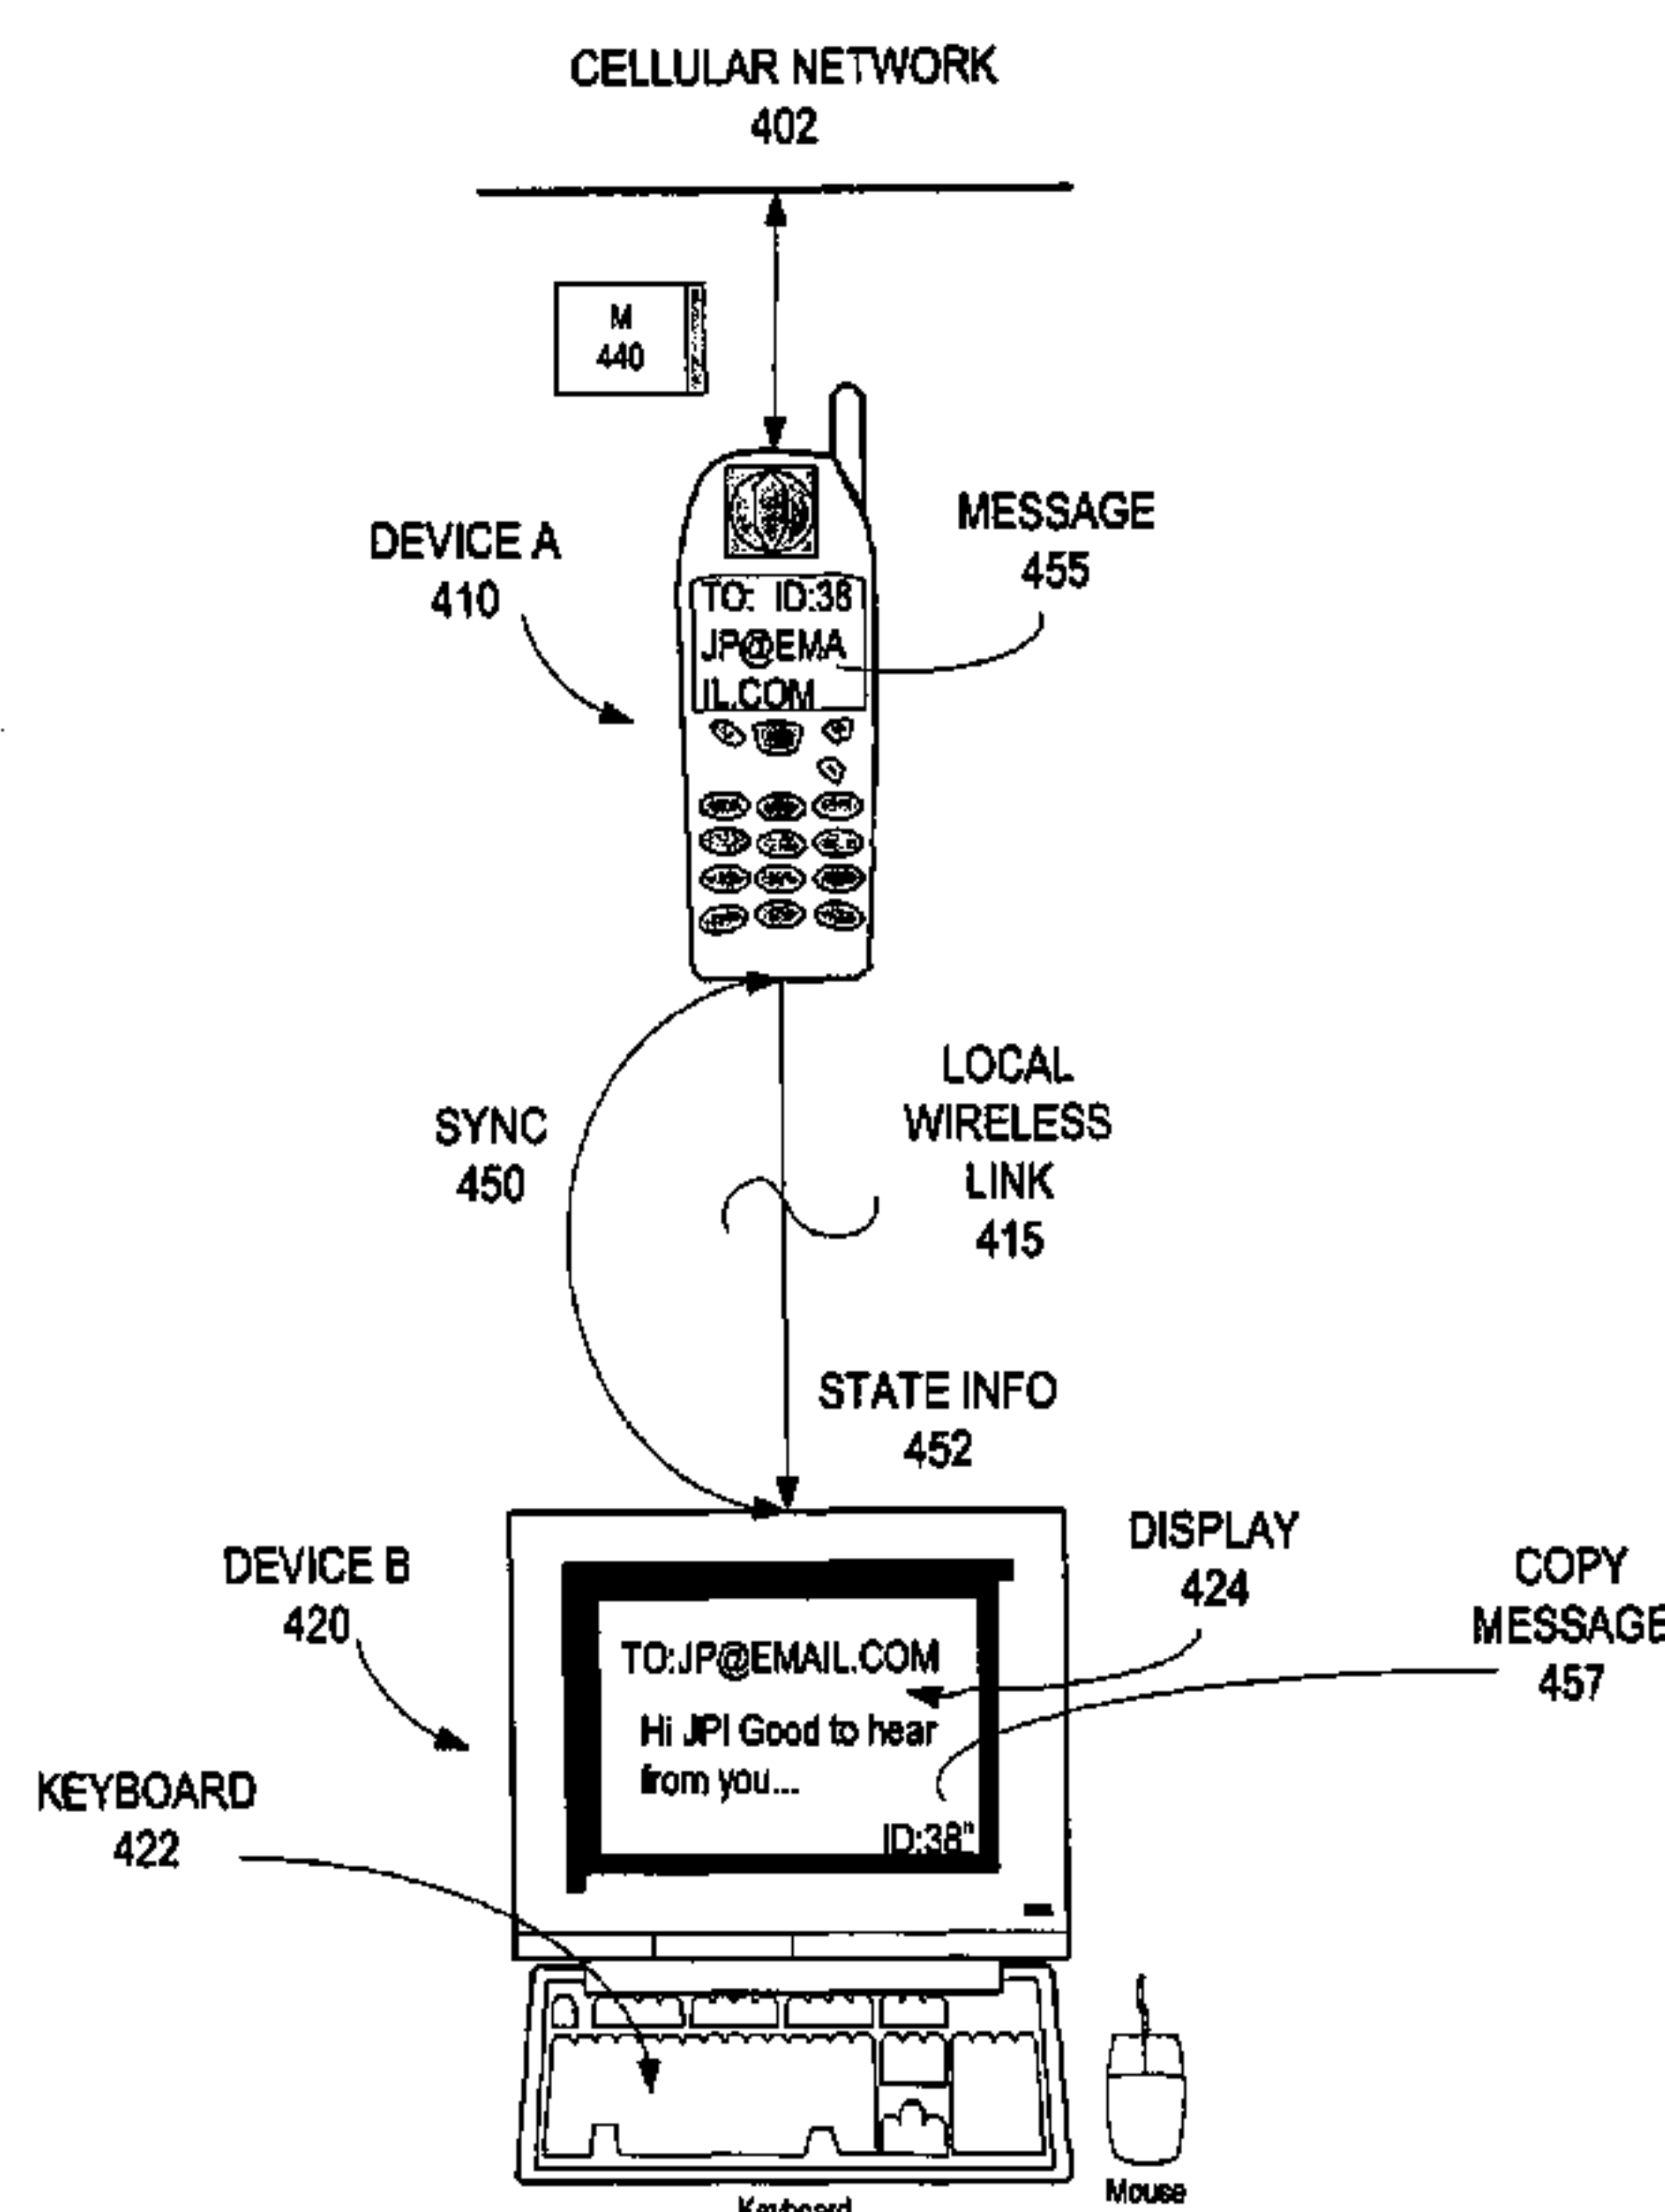 CELLULAR NETWORK
402
M
440
DEVICE A
410
MESSAGE
455
TO: ID:38
JP@EMA
IL.COM
SYNC
450
LOCAL
WIRELESS
LINK
415
STATE INFO
452
DEVICE B
420
DISPLAY
424
COPY
MESSAGE
457
TO:JP@EMAIL.COM
Hi JP! Good to hear
from you...
ID:38"
KEYBOARD
422
Keyboard
Mouse